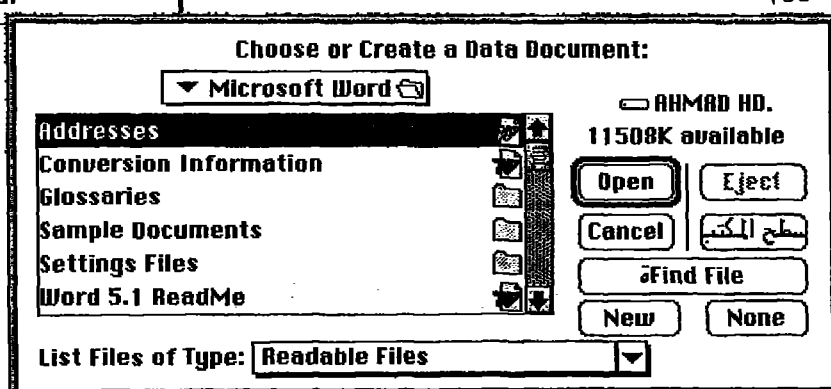 Choose or Create a Data Document:
Microsoft Word
AHMAD HD.
11508K available
Addresses
Conversion Information
Glossaries
Sample Documents
Settings Files
Word 5.1 ReadMe
Open
Eject
Cancel
سطح المكتب
Find File
New
None
List Files of Type: Readable Files